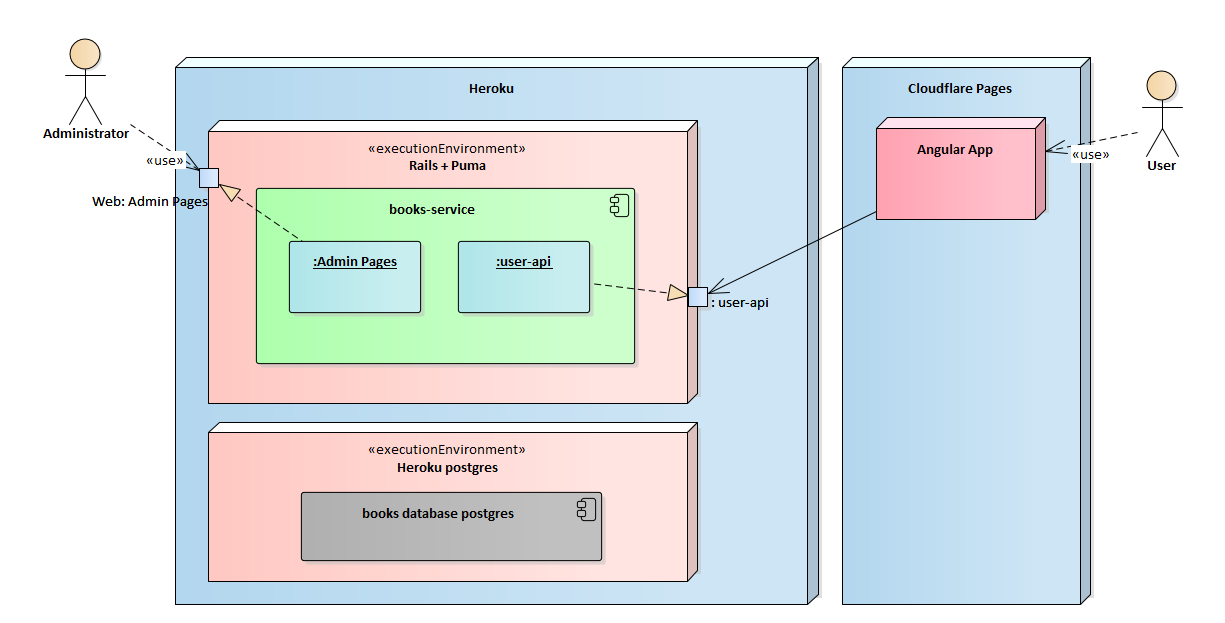 Heroku
Cloudflare Pages
Administrator
«use»
Web: Admin Pages
«executionEnvironment»
Rails + Puma
books-service
:Admin Pages
:user-api
: user-api
Angular App
«use»
User
«executionEnvironment»
Heroku postgres
books database postgres